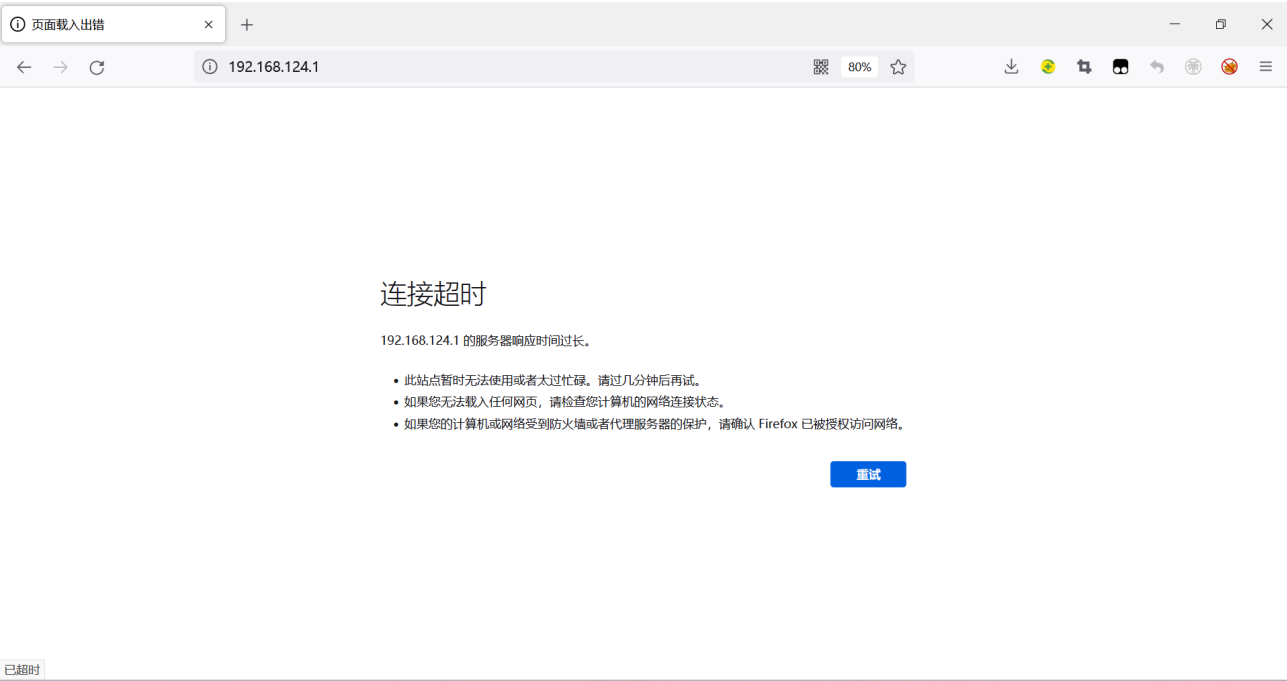 页面载入出错
192.168.124.1
80%
连接超时
192.168.124.1 的服务器响应时间过长。
此站点暂时无法使用或者太过忙碌。请过几分钟后再试。
如果您无法载入任何网页，请检查您计算机的网络连接状态。
如果您的计算机或网络受到防火墙或者代理服务器的保护，请确认 Firefox 已被授权访问网络。
重试
已超时